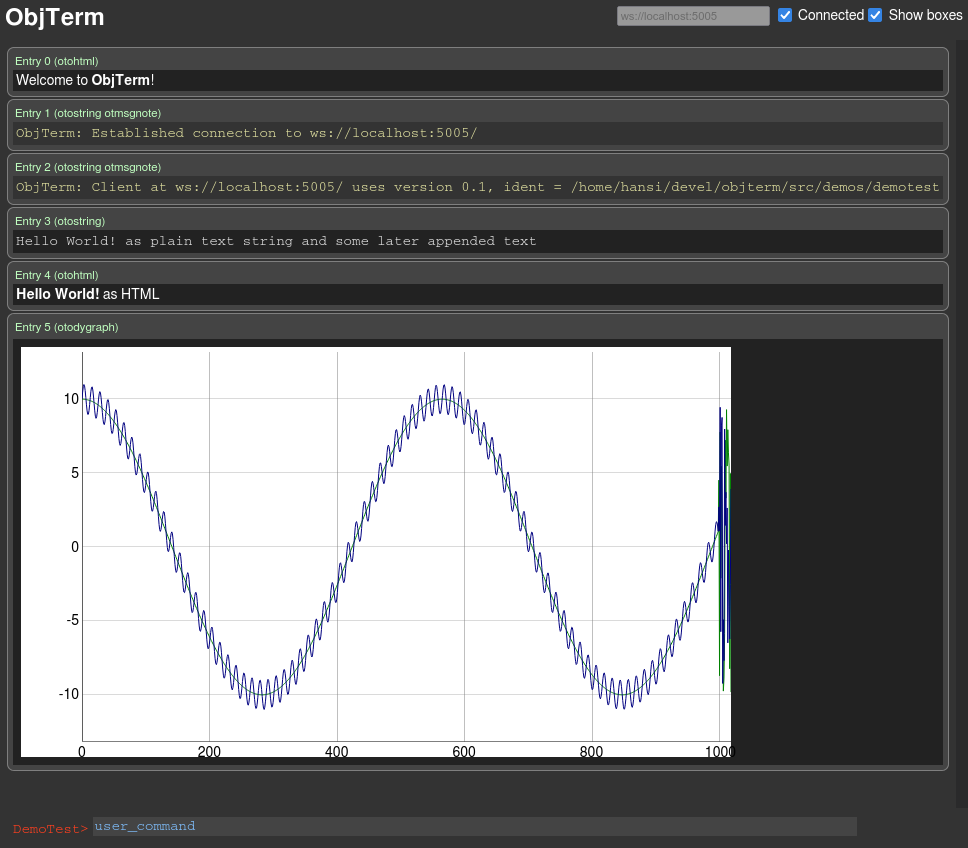 ObjTerm
ws://localhost:5005 Connected Show boxes
Entry 0 (otohtml)
Welcome to ObjTerm!
Entry 1 (otostring otmsgnote)
ObjTerm: Established connection to ws://localhost:5005/
Entry 2 (otostring otmsgnote)
ObjTerm: Client at ws://localhost:5005/ uses version 0.1, ident = /home/hansi/devel/objterm/src/demos/demotest
Entry 3 (otostring)
Hello World! as plain text string and some later appended text
Entry 4 (otohtml)
Hello World! as HTML
Entry 5 (otodygraph)
10
5
0
-5
-10
0 200 400 600 800 1000
DemoTest> user_command